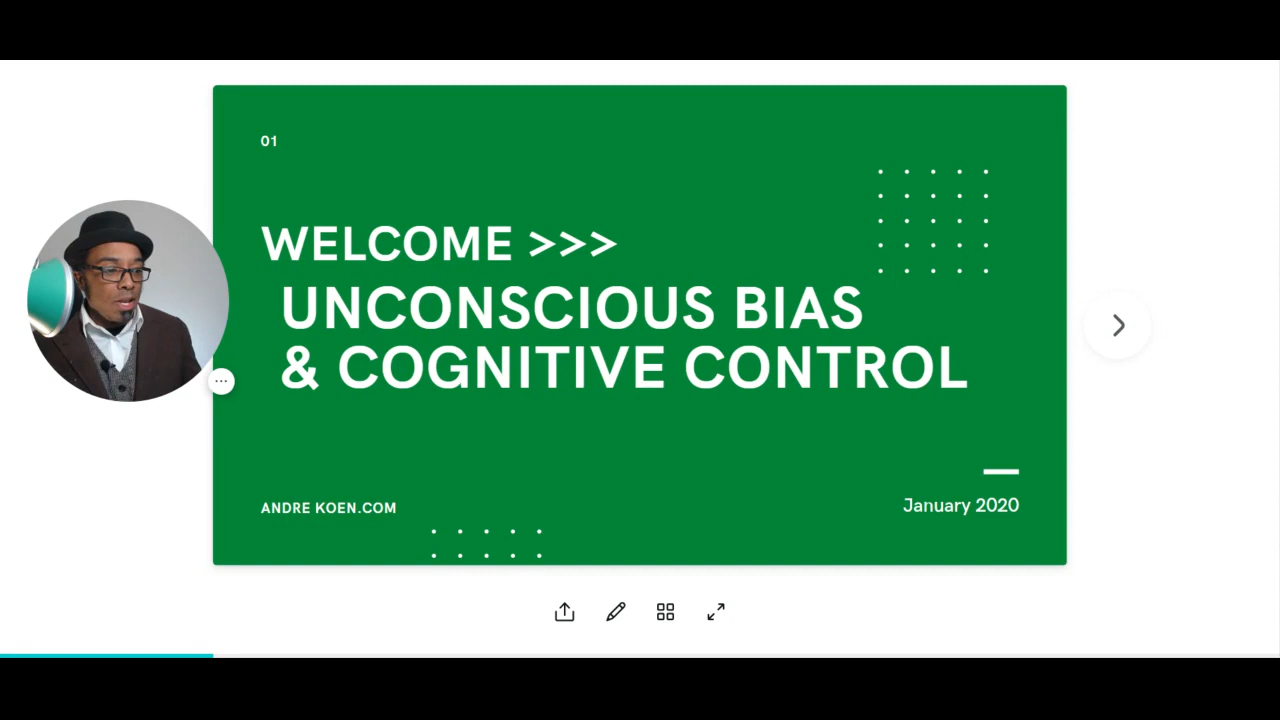 01
WELCOME >>>
UNCONSCIOUS BIAS
& COGNITIVE CONTROL
ANDRE KOEN.COM
January 2020